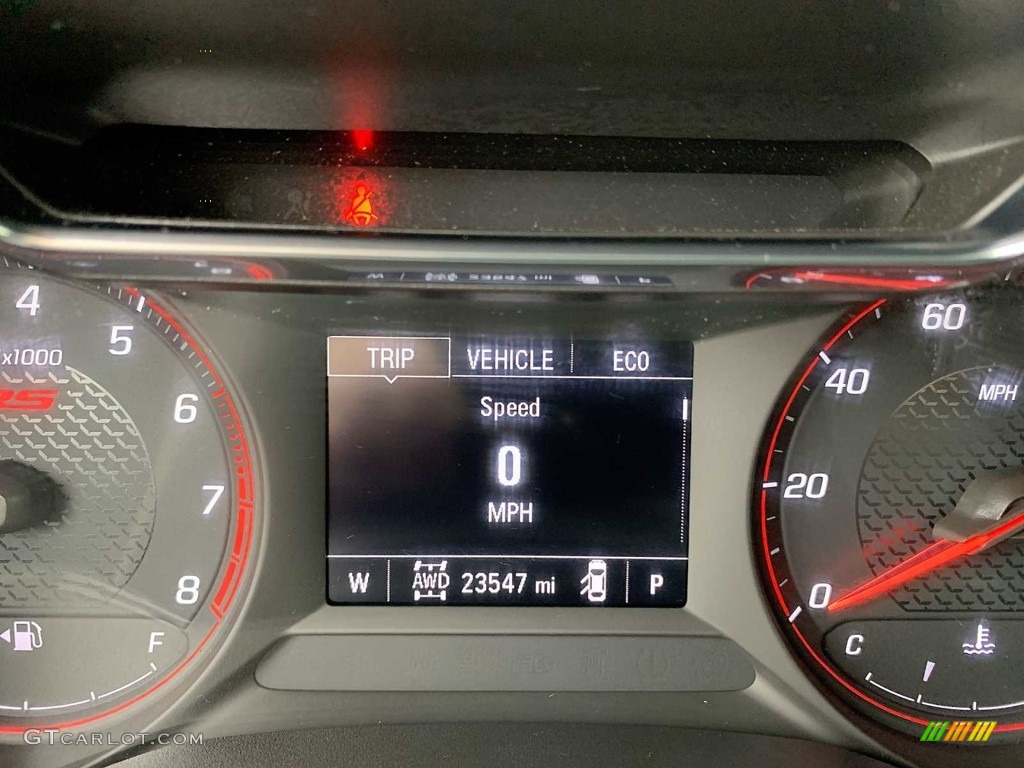 TRIP VEHICLE ECO
Speed
0
MPH
W AWD 23547 mi P
4
5
x1000
RS
6
7
8
F
60
40
MPH
20
0
C
GTCARLOT.COM